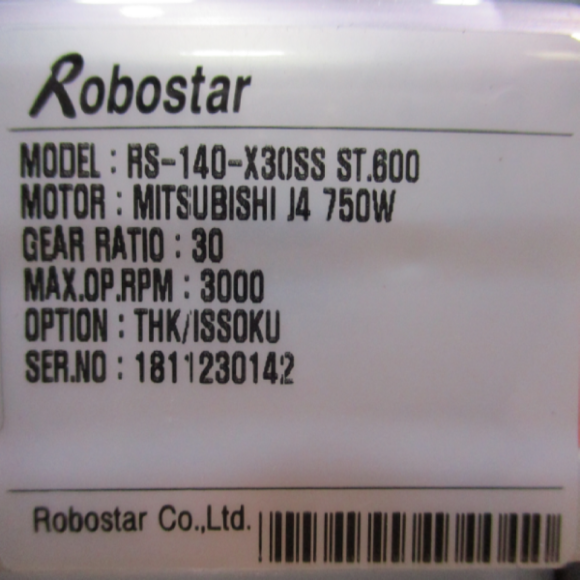 Robostar
MODEL : RS-140-X30SS ST.600
MOTOR : MITSUBISHI J4 750W
GEAR RATIO : 30
MAX.OP.RPM : 3000
OPTION : THK/ISSOKU
SER.NO : 1811230142
Robostar Co.,Ltd.